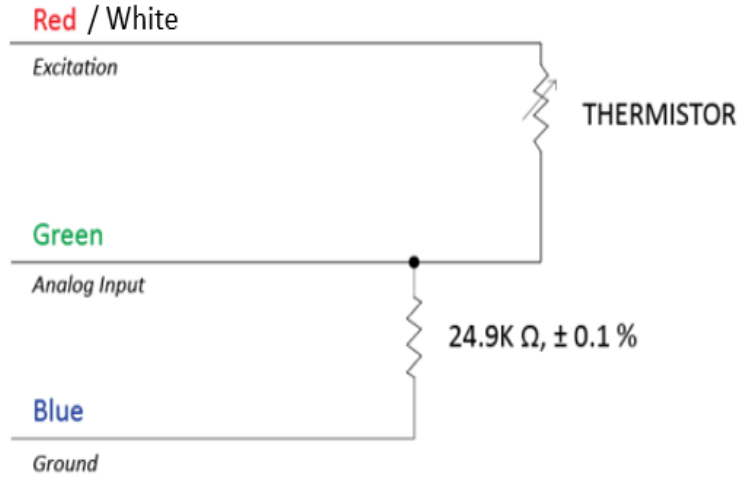 Red / White
Excitation
THERMISTOR
Green
Analog Input
24.9K Ω, ± 0.1 %
Blue
Ground